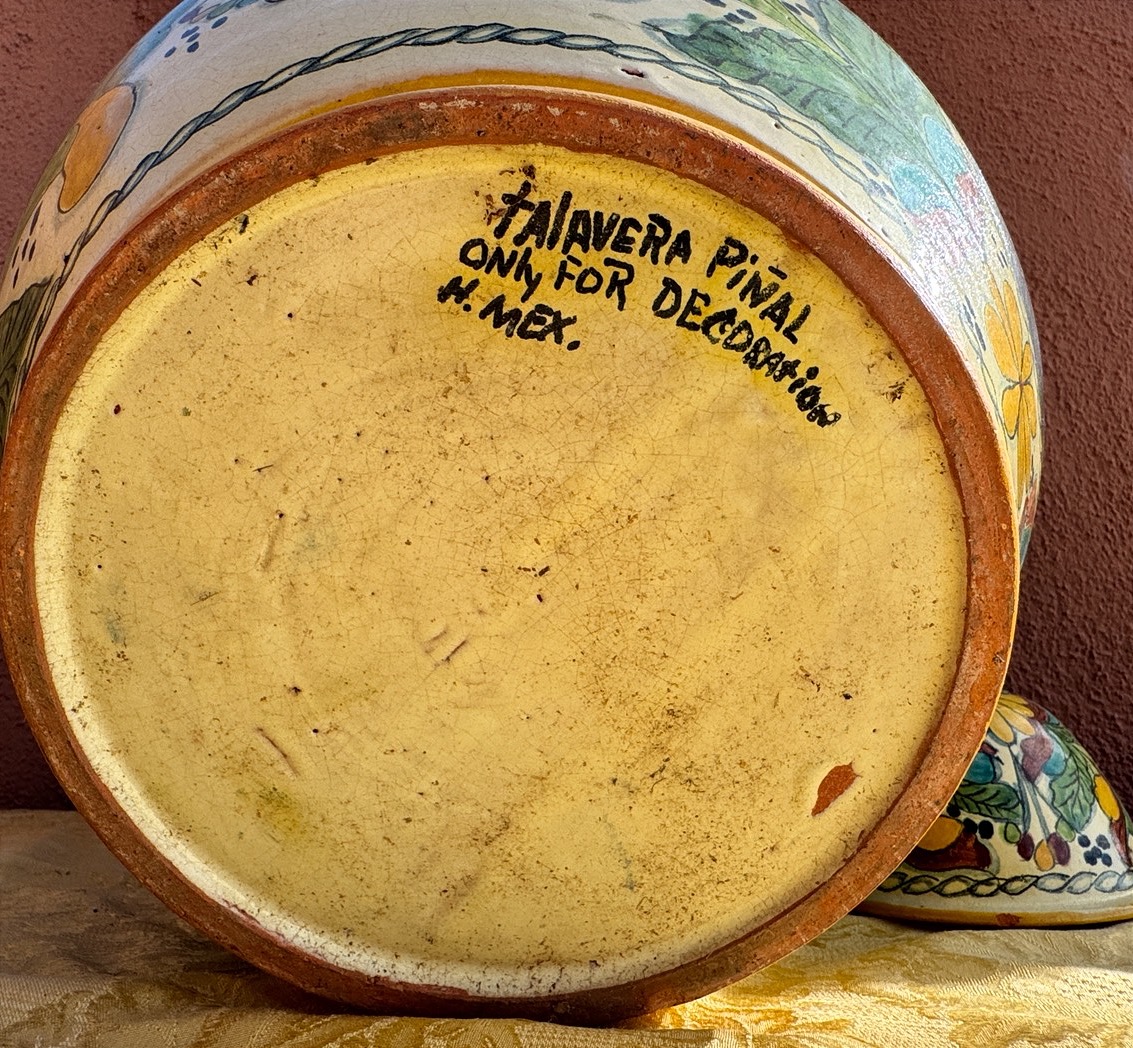 tAlAVERA PiÑAL
ONly FOR DECORAtiON
H. MEX.